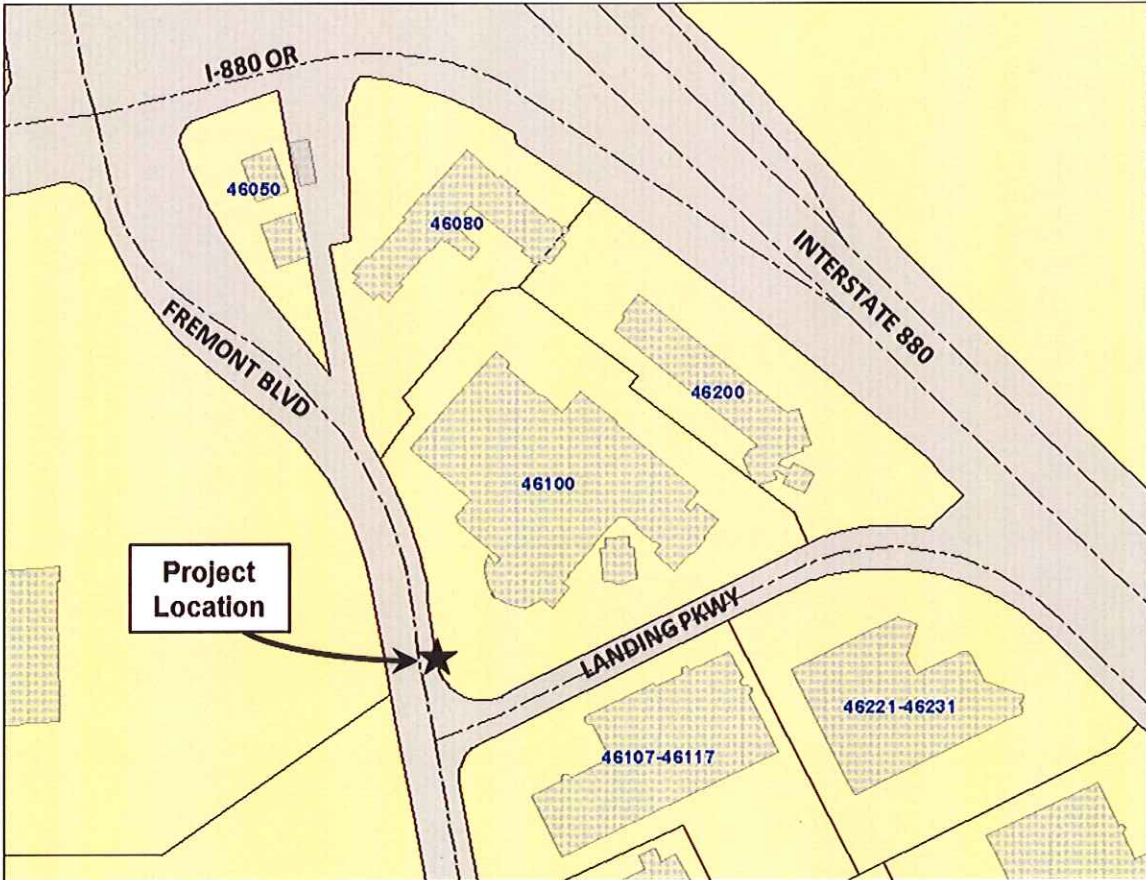 I-880 OR
46050
46080
FREMONT BLVD
INTERSTATE 880
46200
46100
Project
Location
LANDING PKWY
46221-46231
46107-46117